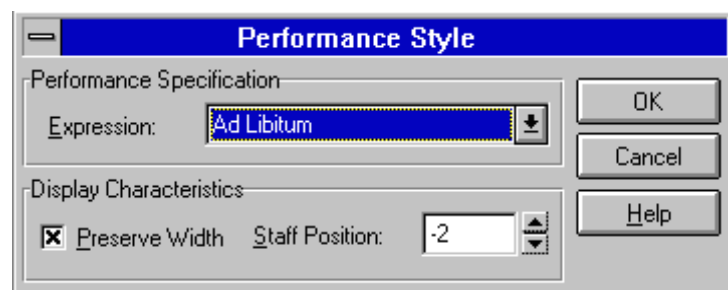 Performance Style
Performance Specification
Expression: Ad Libitum
OK
Cancel
Display Characteristics
Preserve Width Staff Position: -2
Help